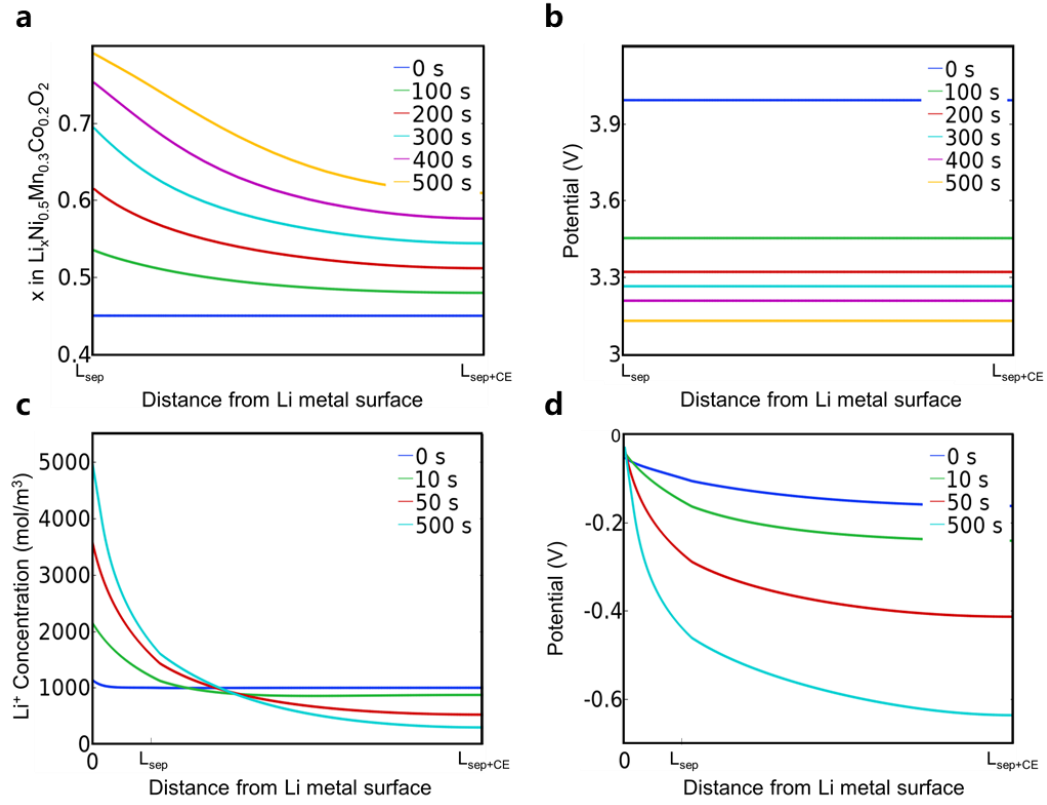 a
x in LixNi0.5Mn0.3Co0.2O2
0.7
0.6
0.5
0.4
0 s
100 s
200 s
300 s
400 s
500 s
Lsep
Lsep+CE
Distance from Li metal surface
b
Potential (V)
3.9
3.6
3.3
3
0 s
100 s
200 s
300 s
400 s
500 s
Lsep
Lsep+CE
Distance from Li metal surface
c
Li+ Concentration (mol/m3)
5000
4000
3000
2000
1000
0
0 s
10 s
50 s
500 s
0
Lsep
Lsep+CE
Distance from Li metal surface
d
Potential (V)
0
-0.2
-0.4
-0.6
0 s
10 s
50 s
500 s
0
Lsep
Lsep+CE
Distance from Li metal surface